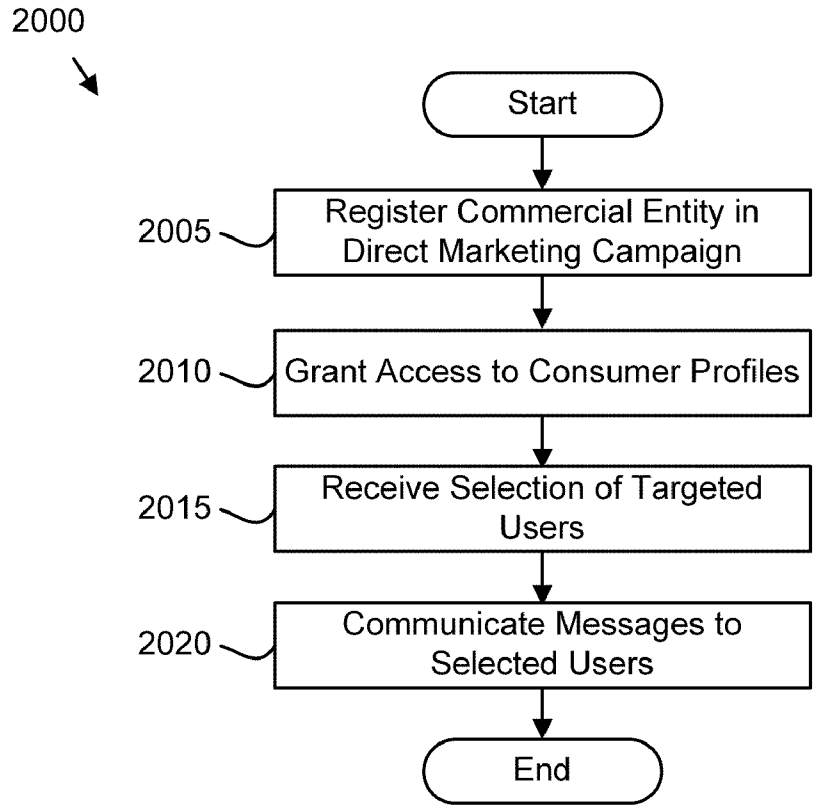 2000
Start
2005
Register Commercial Entity in
Direct Marketing Campaign
2010
Grant Access to Consumer Profiles
2015
Receive Selection of Targeted
Users
2020
Communicate Messages to
Selected Users
End